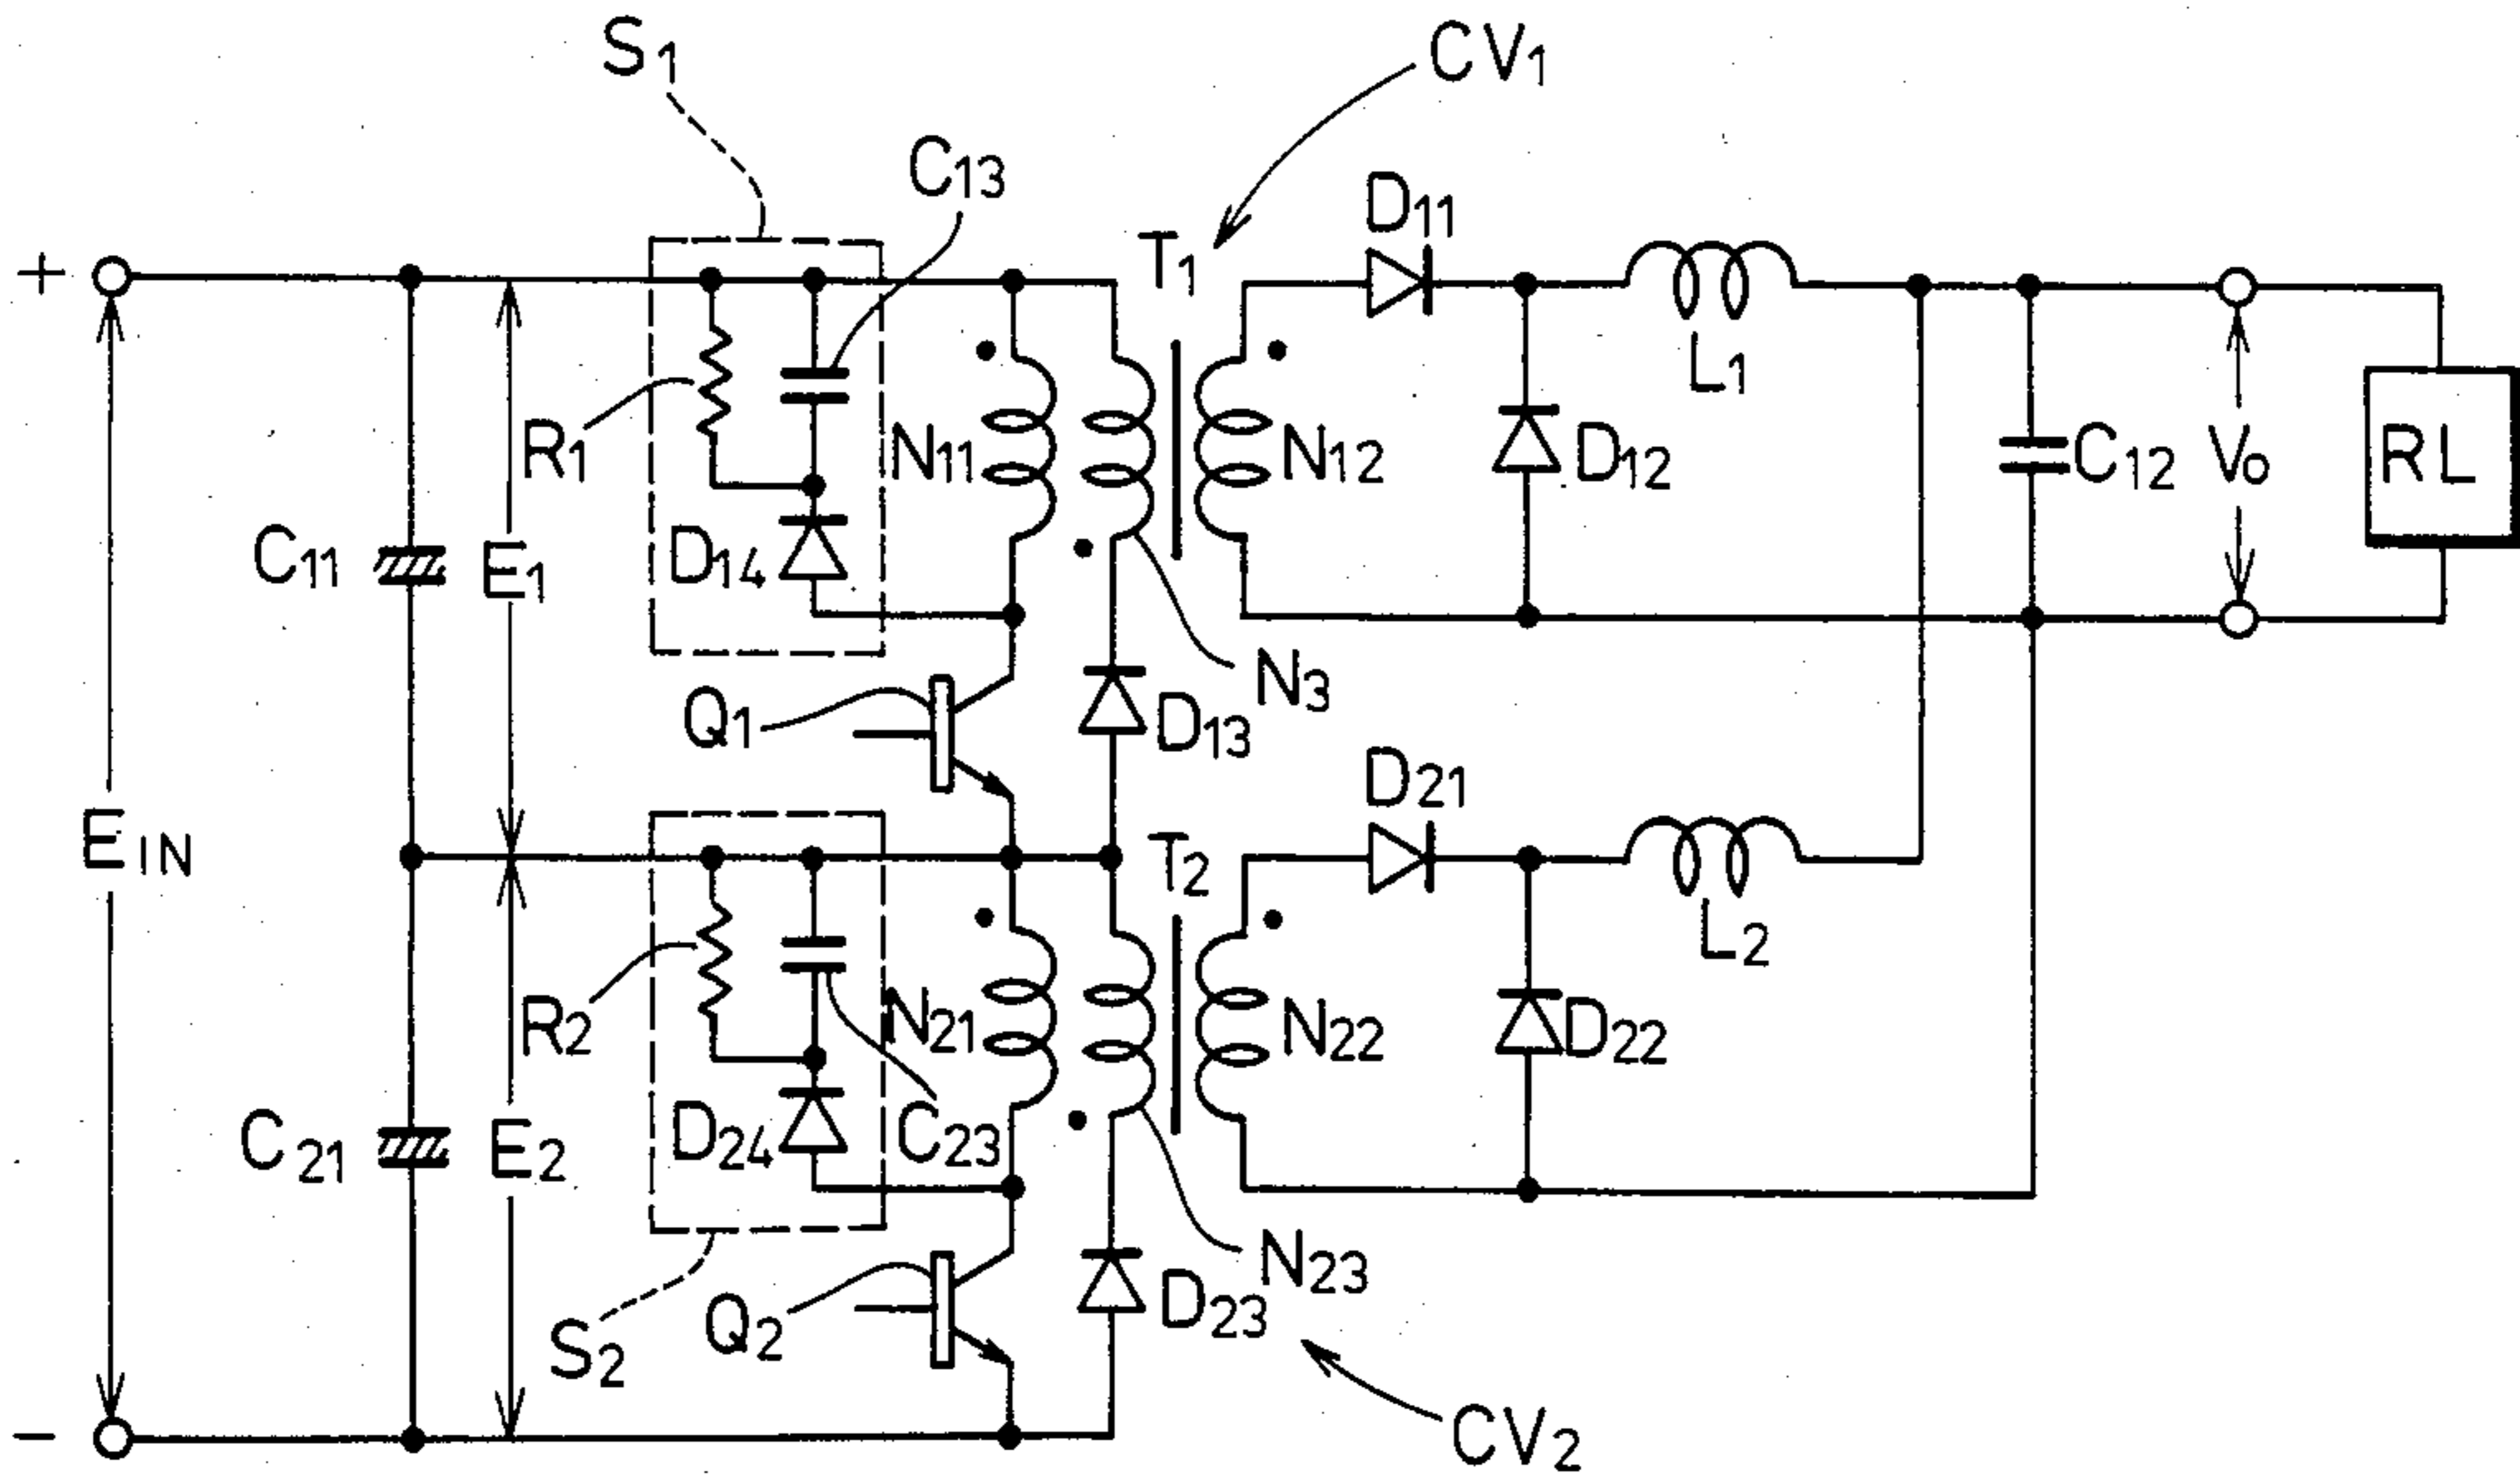 S1
CV1
C13
D11
+
T1
L1
R1
N11
N12
D12
C12
Vo
RL
C11
E1
D14
N3
Q1
D13
D21
EIN
T2
L2
R2
N21
N22
D22
C21
E2
D24
C23
N23
Q2
D23
S2
CV2
−